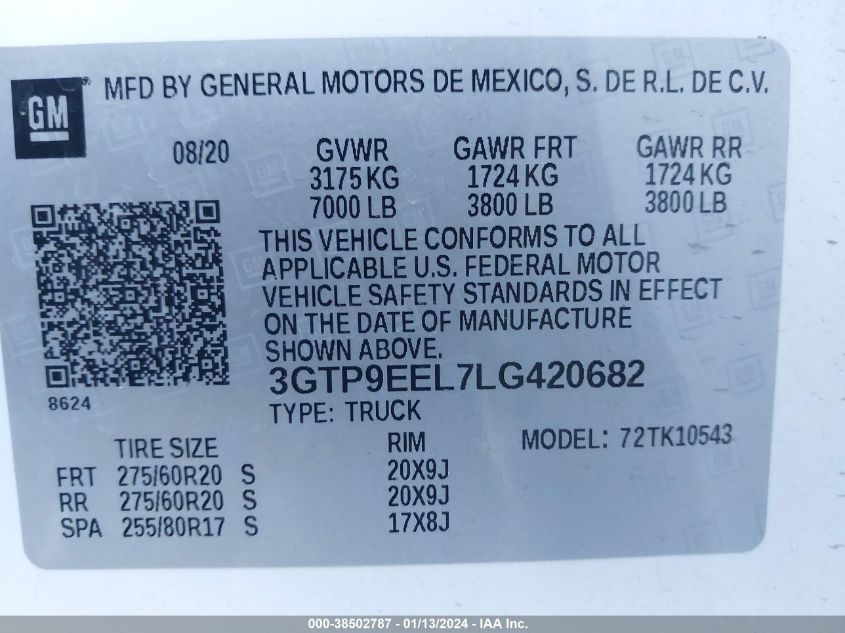 MFD BY GENERAL MOTORS DE MEXICO, S. DE R.L. DE C.V.
GM
08/20 GVWR GAWR FRT GAWR RR
3175 KG 1724 KG 1724 KG
7000 LB 3800 LB 3800 LB
THIS VEHICLE CONFORMS TO ALL
APPLICABLE U.S. FEDERAL MOTOR
VEHICLE SAFETY STANDARDS IN EFFECT
ON THE DATE OF MANUFACTURE
SHOWN ABOVE.
3GTP9EEL7LG420682
8624
TYPE: TRUCK
TIRE SIZE RIM MODEL: 72TK10543
FRT 275/60R20 S 20X9J
RR 275/60R20 S 20X9J
SPA 255/80R17 S 17X8J
000-38502787 - 01/13/2024 - IAA Inc.